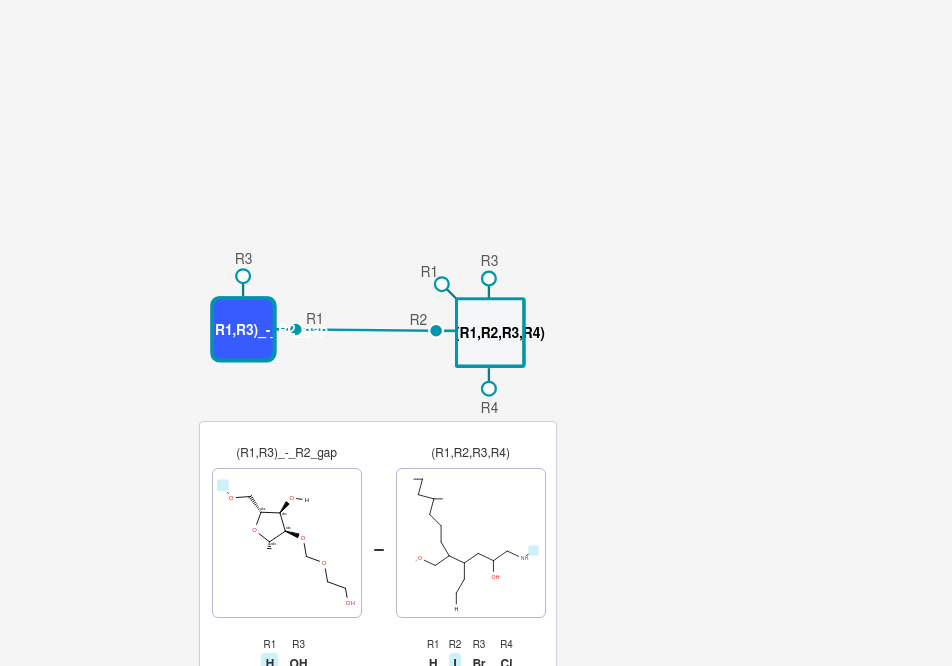 R3
R1
R3
R1
R2
R1,R3)_-_R2_gap
(R1,R2,R3,R4)
R4
(R1,R3)_-_R2_gap
(R1,R2,R3,R4)
O
O
H
O
O
O
OH
O
NH
OH
H
R1 R3
R1 R2 R3 R4
H OH
H I Br Cl